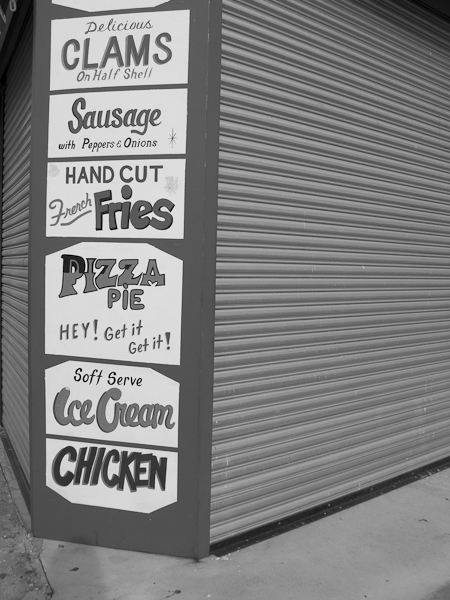 Delicious
CLAMS
On Half Shell
Sausage
with Peppers & Onions
HAND CUT
French Fries
PIZZA
PIE
HEY! Get it
Get it!
Soft Serve
Ice Cream
CHICKEN